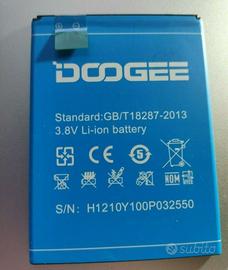 DOOGEE
Standard:GB/T18287-2013
3.8V Li-ion battery
S/N: H1210Y100P032550
subito